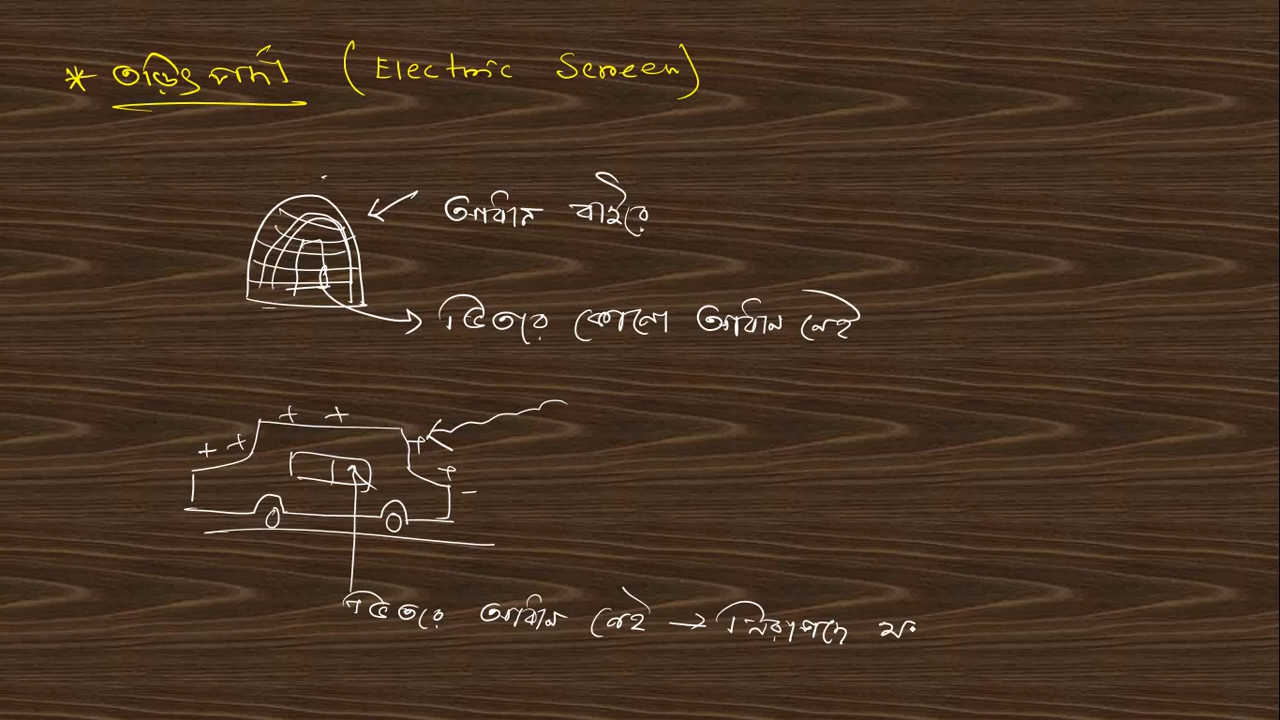 * তড়িৎ পর্দা (Electric Screen)
আধান বাইরে
ভিতরে কোনো আধান নেই
+ + + + + + -
ভিতরে আধান নেই → নিরাপদে